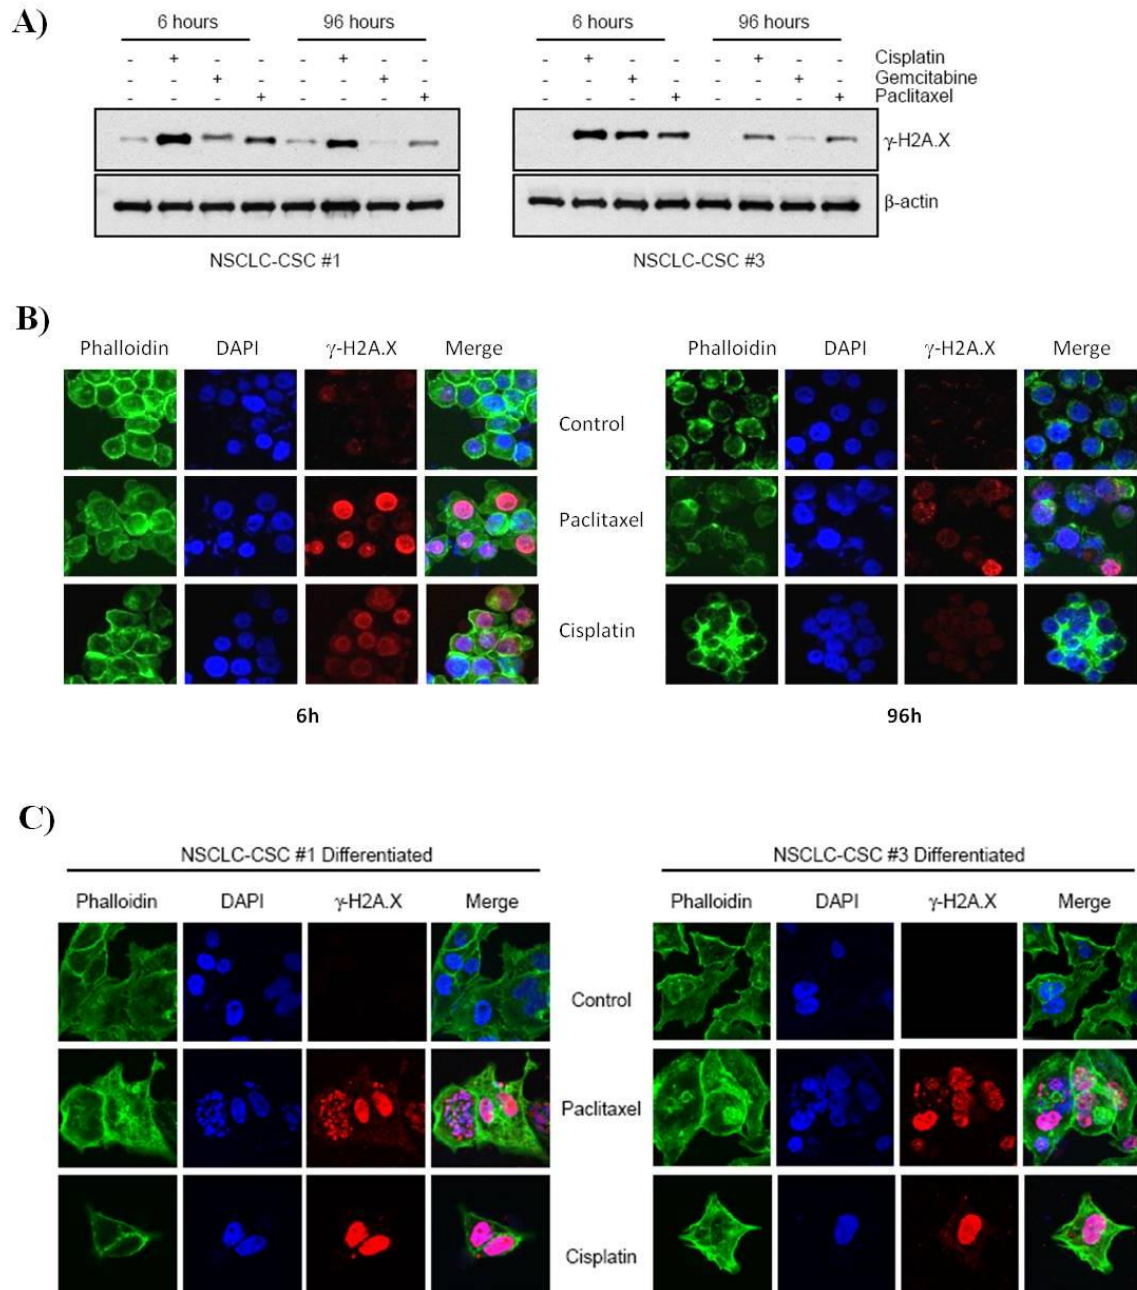 A)
6 hours 96 hours 6 hours 96 hours
- + - - - + - - - + - - - + - - Cisplatin
- - + - - - + - - - + - - - + - Gemcitabine
- - - + - - - + - - - + - - - + Paclitaxel
γ-H2A.X
β-actin
NSCLC-CSC #1 NSCLC-CSC #3
B)
Phalloidin DAPI γ-H2A.X Merge Phalloidin DAPI γ-H2A.X Merge
Control
Paclitaxel
Cisplatin
6h 96h
C)
NSCLC-CSC #1 Differentiated NSCLC-CSC #3 Differentiated
Phalloidin DAPI γ-H2A.X Merge Phalloidin DAPI γ-H2A.X Merge
Control
Paclitaxel
Cisplatin